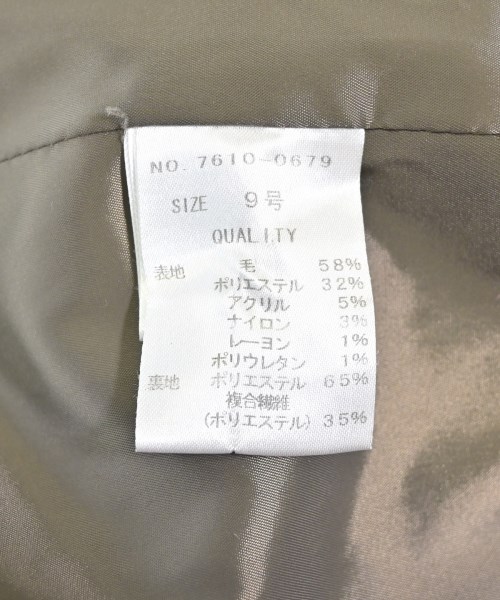 NO. 7610-0679
SIZE 9号
QUALITY
表地 毛 58%
ポリエステル 32%
アクリル 5%
ナイロン 3%
レーヨン 1%
ポリウレタン 1%
裏地 ポリエステル 65%
複合繊維
(ポリエステル) 35%